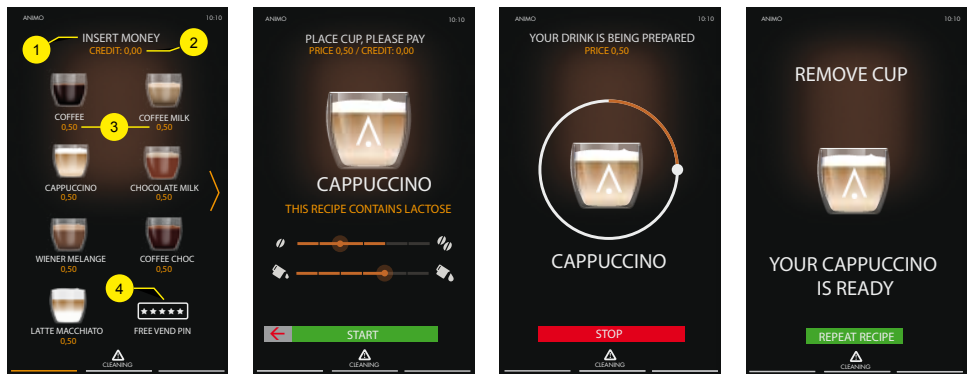 ANIMO 10:10
INSERT MONEY
CREDIT: 0,00
1
2
COFFEE
0,50
COFFEE MILK
0,50
3
CAPPUCCINO
0,50
CHOCOLATE MILK
0,50
WIENER MELANGE
0,50
COFFEE CHOC
0,50
4
LATTE MACCHIATO
0,50
FREE VEND PIN
CLEANING
ANIMO 10:10
PLACE CUP, PLEASE PAY
PRICE 0,50 / CREDIT: 0,00
CAPPUCCINO
THIS RECIPE CONTAINS LACTOSE
START
CLEANING
ANIMO 10:10
YOUR DRINK IS BEING PREPARED
PRICE 0,50
CAPPUCCINO
STOP
CLEANING
ANIMO 10:10
REMOVE CUP
YOUR CAPPUCCINO
IS READY
REPEAT RECIPE
CLEANING